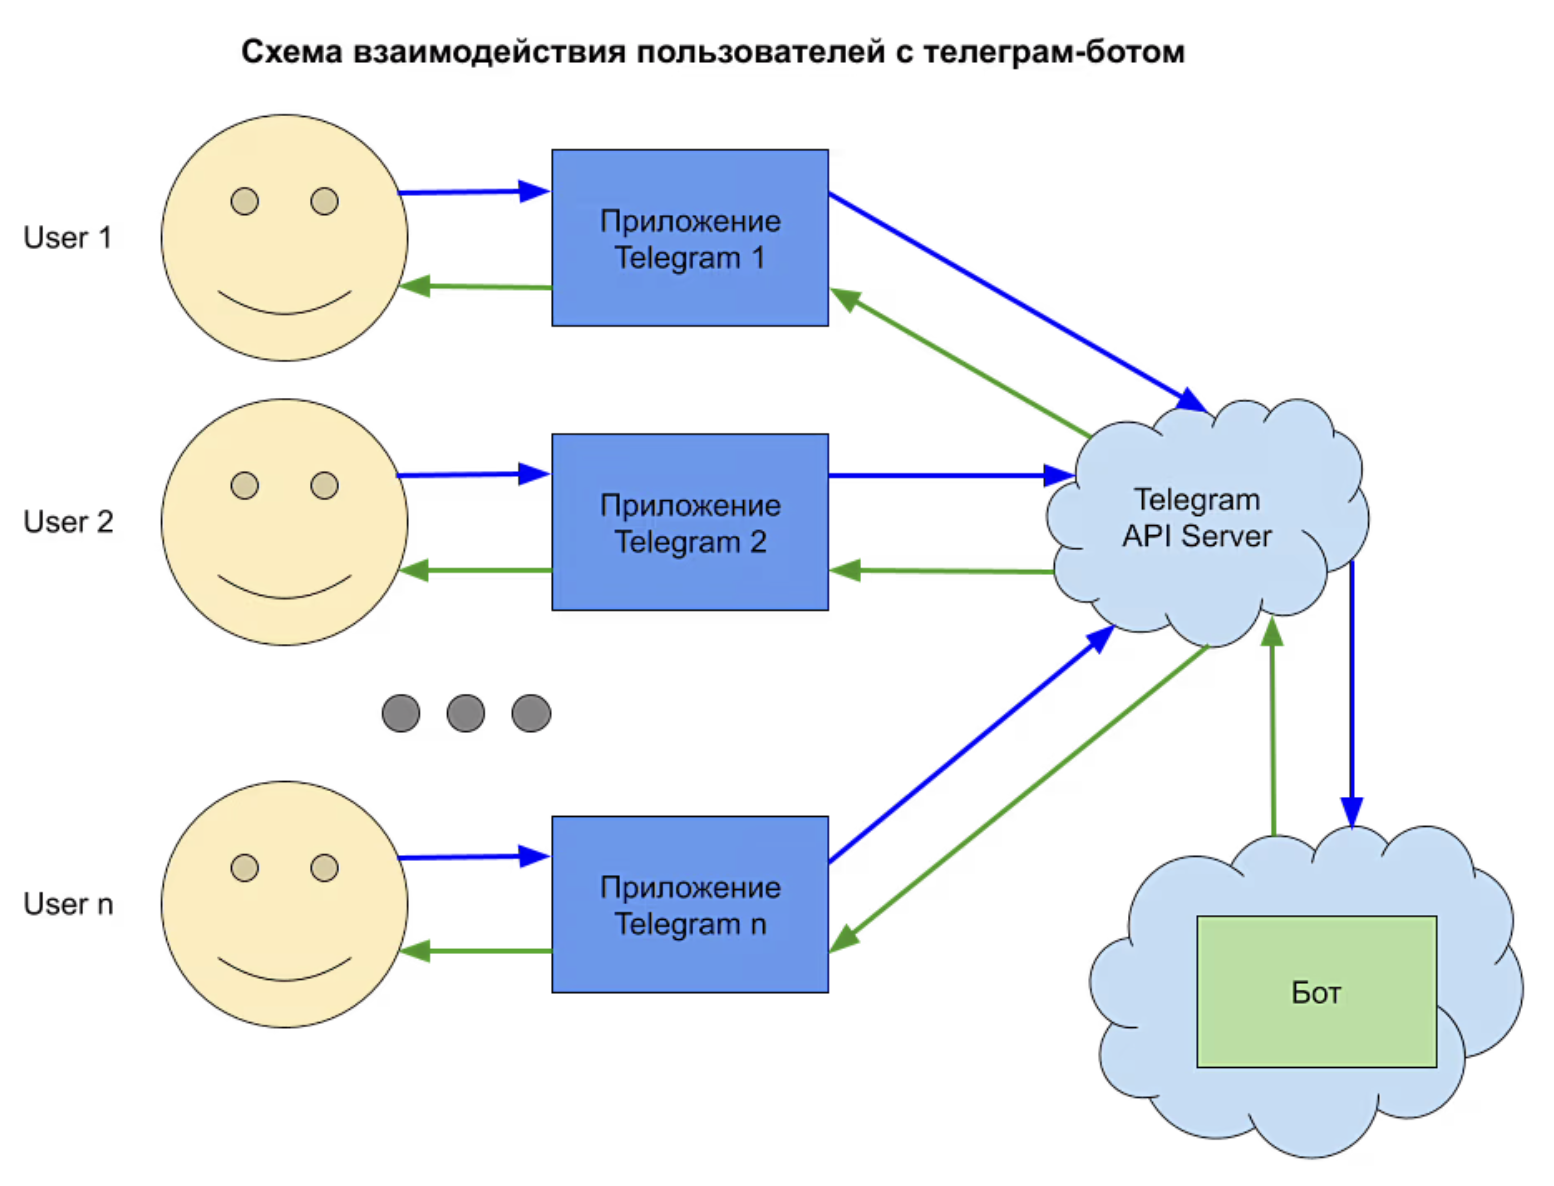 Схема взаимодействия пользователей с телеграм-ботом
User 1
Приложение
Telegram 1
User 2
Приложение
Telegram 2
Telegram
API Server
User n
Приложение
Telegram n
Бот